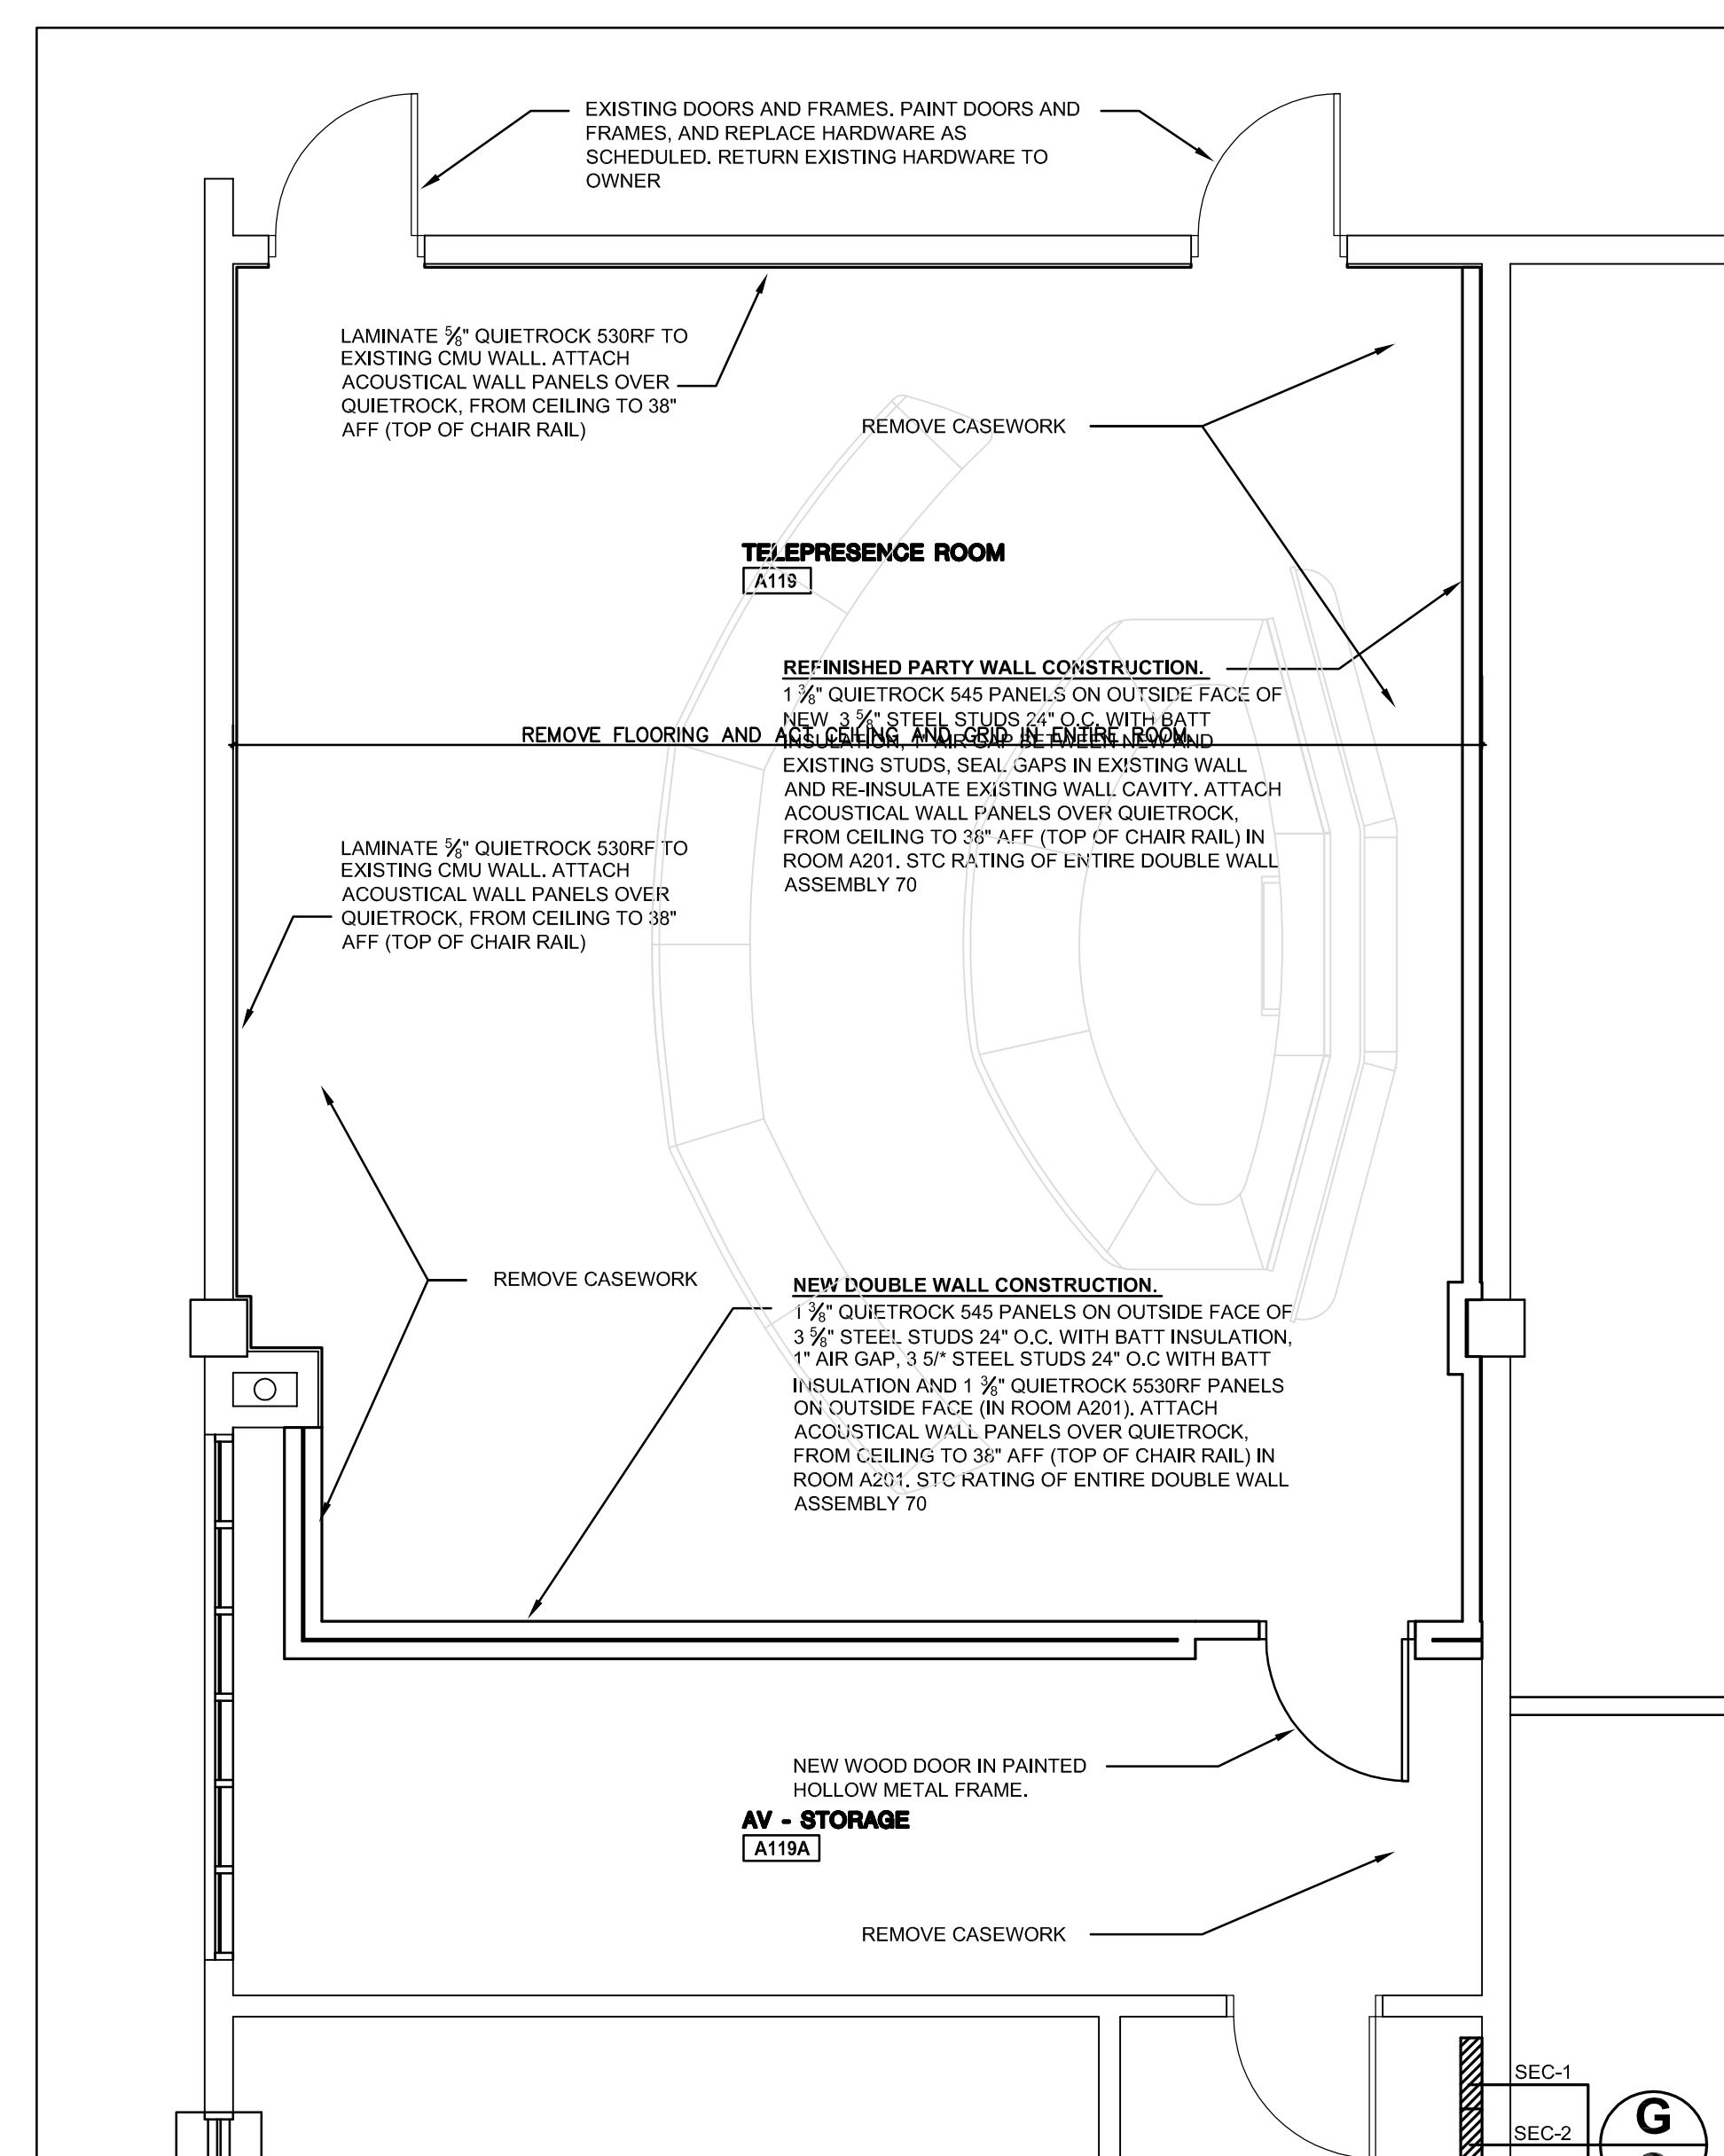 EXISTING DOORS AND FRAMES. PAINT DOORS AND
FRAMES, AND REPLACE HARDWARE AS
SCHEDULED. RETURN EXISTING HARDWARE TO
OWNER
LAMINATE ⅝" QUIETROCK 530RF TO
EXISTING CMU WALL. ATTACH
ACOUSTICAL WALL PANELS OVER
QUIETROCK, FROM CEILING TO 38"
AFF (TOP OF CHAIR RAIL)
REMOVE CASEWORK
TELEPRESENCE ROOM
A119
REFINISHED PARTY WALL CONSTRUCTION.
1 ⅜" QUIETROCK 545 PANELS ON OUTSIDE FACE OF
NEW 3 ⅝" STEEL STUDS 24" O.C. WITH BATT
REMOVE FLOORING AND ACT CEILING AND GRID IN ENTIRE ROOM.
INSULATION, 1" AIR GAP BETWEEN NEW AND
EXISTING STUDS, SEAL GAPS IN EXISTING WALL
AND RE-INSULATE EXISTING WALL CAVITY. ATTACH
ACOUSTICAL WALL PANELS OVER QUIETROCK,
FROM CEILING TO 38" AFF (TOP OF CHAIR RAIL) IN
ROOM A201. STC RATING OF ENTIRE DOUBLE WALL
ASSEMBLY 70
LAMINATE ⅝" QUIETROCK 530RF TO
EXISTING CMU WALL. ATTACH
ACOUSTICAL WALL PANELS OVER
QUIETROCK, FROM CEILING TO 38"
AFF (TOP OF CHAIR RAIL)
REMOVE CASEWORK
NEW DOUBLE WALL CONSTRUCTION.
1 ⅜" QUIETROCK 545 PANELS ON OUTSIDE FACE OF
3 ⅝" STEEL STUDS 24" O.C. WITH BATT INSULATION,
1" AIR GAP, 3 5/* STEEL STUDS 24" O.C WITH BATT
INSULATION AND 1 ⅜" QUIETROCK 5530RF PANELS
ON OUTSIDE FACE (IN ROOM A201). ATTACH
ACOUSTICAL WALL PANELS OVER QUIETROCK,
FROM CEILING TO 38" AFF (TOP OF CHAIR RAIL) IN
ROOM A201. STC RATING OF ENTIRE DOUBLE WALL
ASSEMBLY 70
NEW WOOD DOOR IN PAINTED
HOLLOW METAL FRAME.
AV - STORAGE
A119A
REMOVE CASEWORK
SEC-1
G
SEC-2